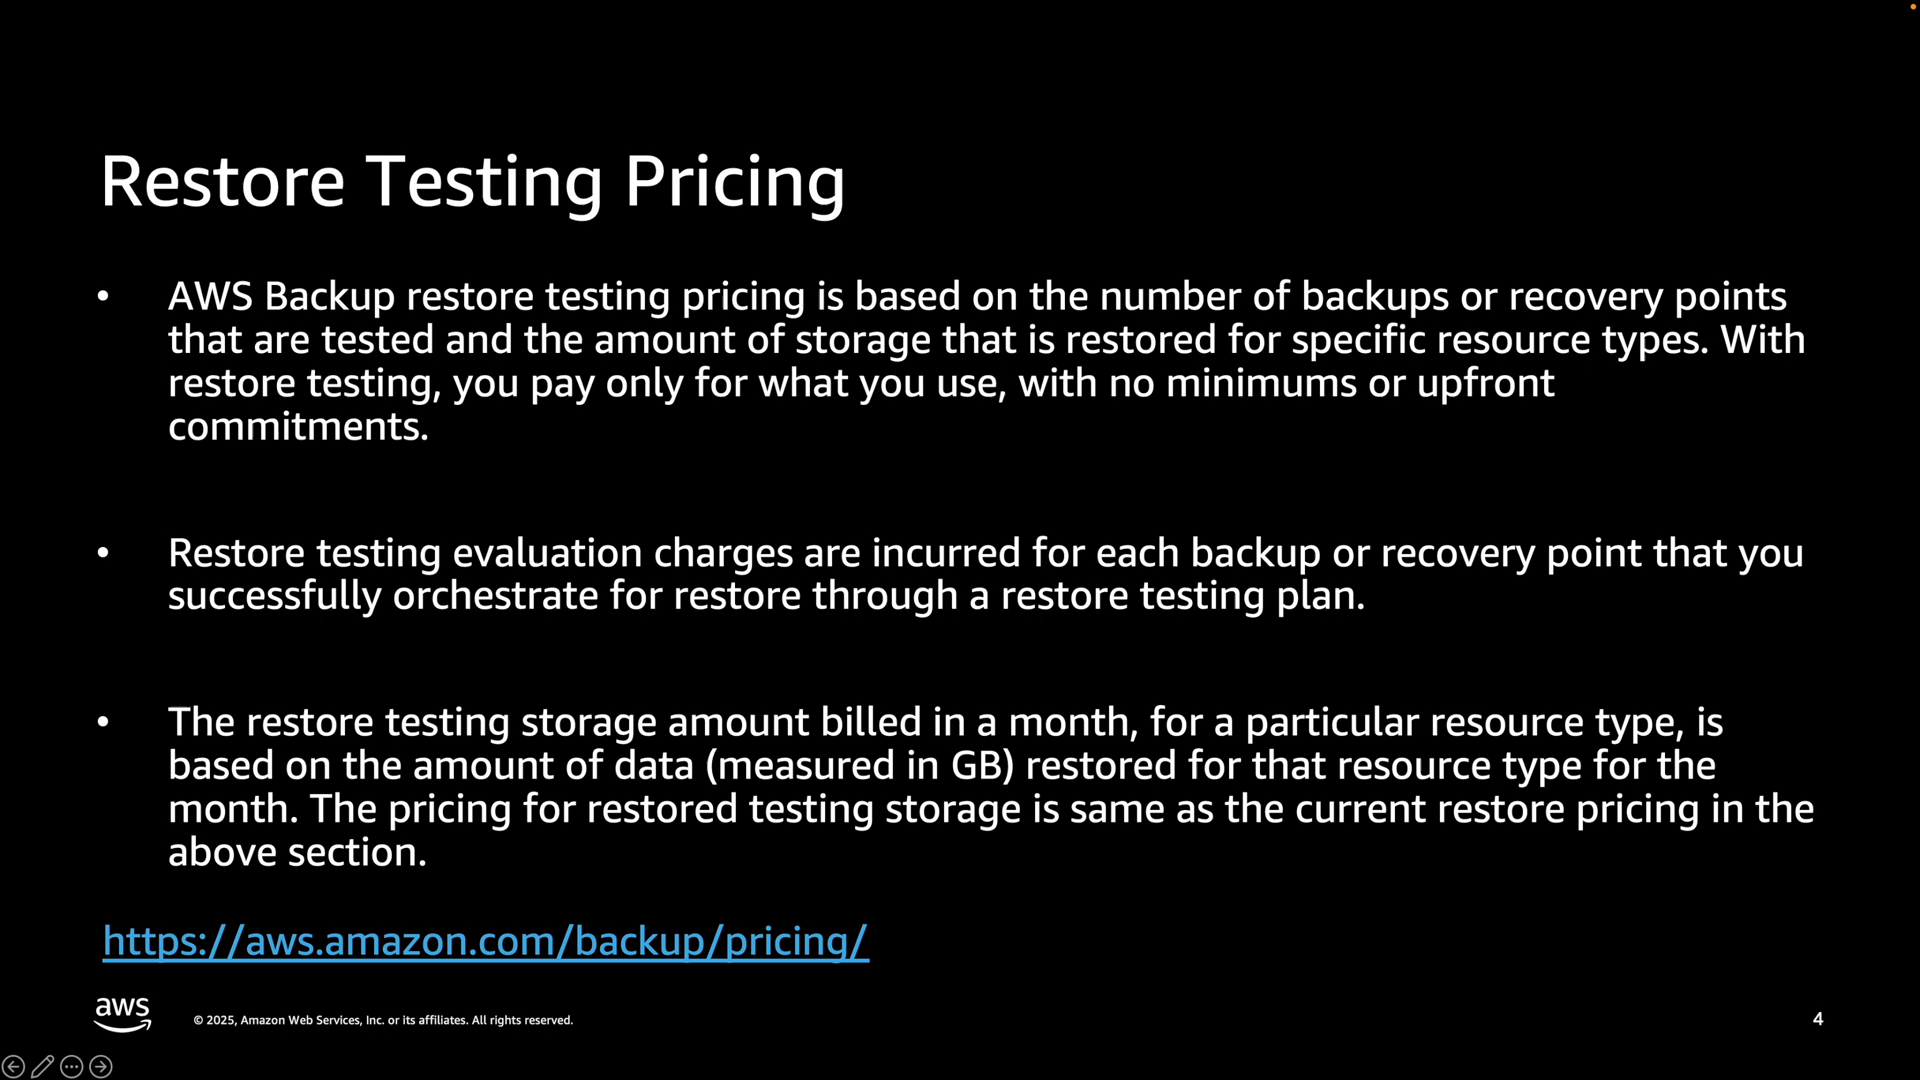 Restore Testing Pricing
• AWS Backup restore testing pricing is based on the number of backups or recovery points
that are tested and the amount of storage that is restored for specific resource types. With
restore testing, you pay only for what you use, with no minimums or upfront
commitments.
• Restore testing evaluation charges are incurred for each backup or recovery point that you
successfully orchestrate for restore through a restore testing plan.
• The restore testing storage amount billed in a month, for a particular resource type, is
based on the amount of data (measured in GB) restored for that resource type for the
month. The pricing for restored testing storage is same as the current restore pricing in the
above section.
https://aws.amazon.com/backup/pricing/
aws
© 2025, Amazon Web Services, Inc. or its affiliates. All rights reserved.
4